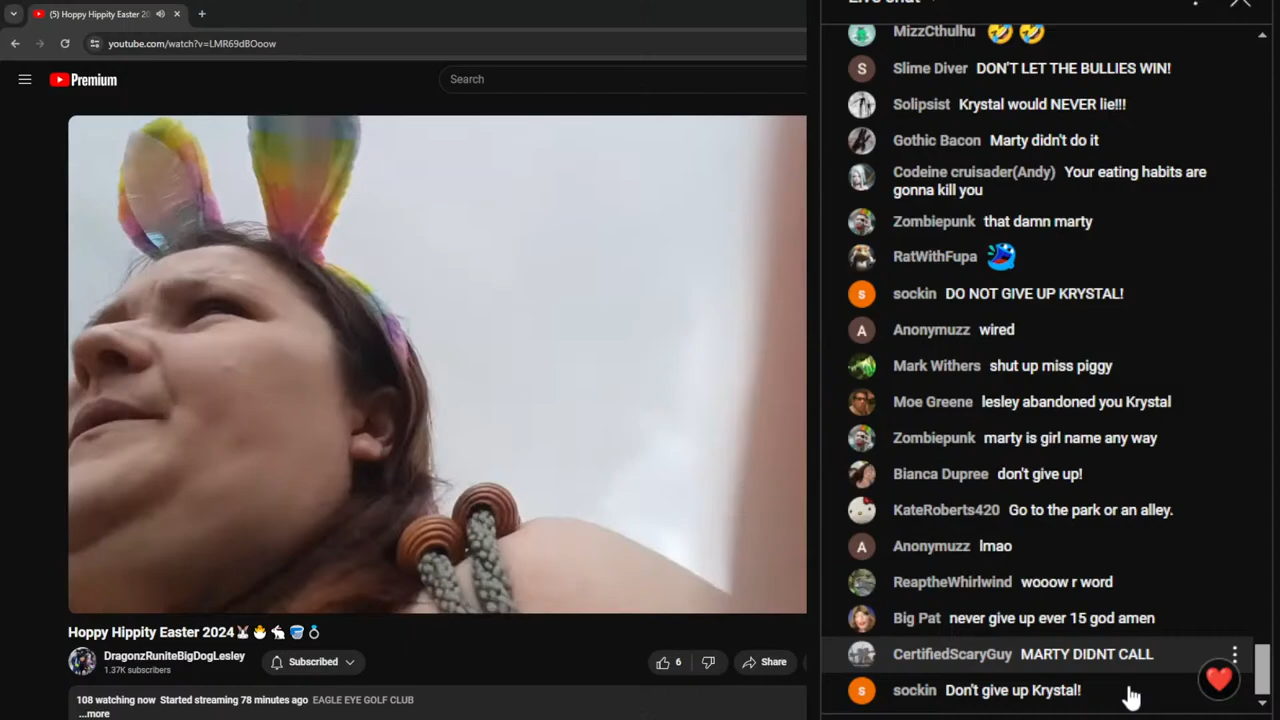 (5) Hoppy Hippity Easter 20
youtube.com/watch?v=LMR69dBOoow
Premium
Search
Hoppy Hippity Easter 2024
DragonzRuniteBigDogLesley
1.37K subscribers
Subscribed
6
Share
108 watching now Started streaming 78 minutes ago EAGLE EYE GOLF CLUB
...more
Live chat
MizzCthulhu
S
Slime Diver DON'T LET THE BULLIES WIN!
Solipsist Krystal would NEVER lie!!!
Gothic Bacon Marty didn't do it
Codeine cruisader(Andy) Your eating habits are
gonna kill you
Zombiepunk that damn marty
RatWithFupa
s
sockin DO NOT GIVE UP KRYSTAL!
A
Anonymuzz wired
Mark Withers shut up miss piggy
Moe Greene lesley abandoned you Krystal
Zombiepunk marty is girl name any way
Bianca Dupree don't give up!
KateRoberts420 Go to the park or an alley.
A
Anonymuzz lmao
ReaptheWhirlwind wooow r word
Big Pat never give up ever 15 god amen
CertifiedScaryGuy MARTY DIDNT CALL
s
sockin Don't give up Krystal!